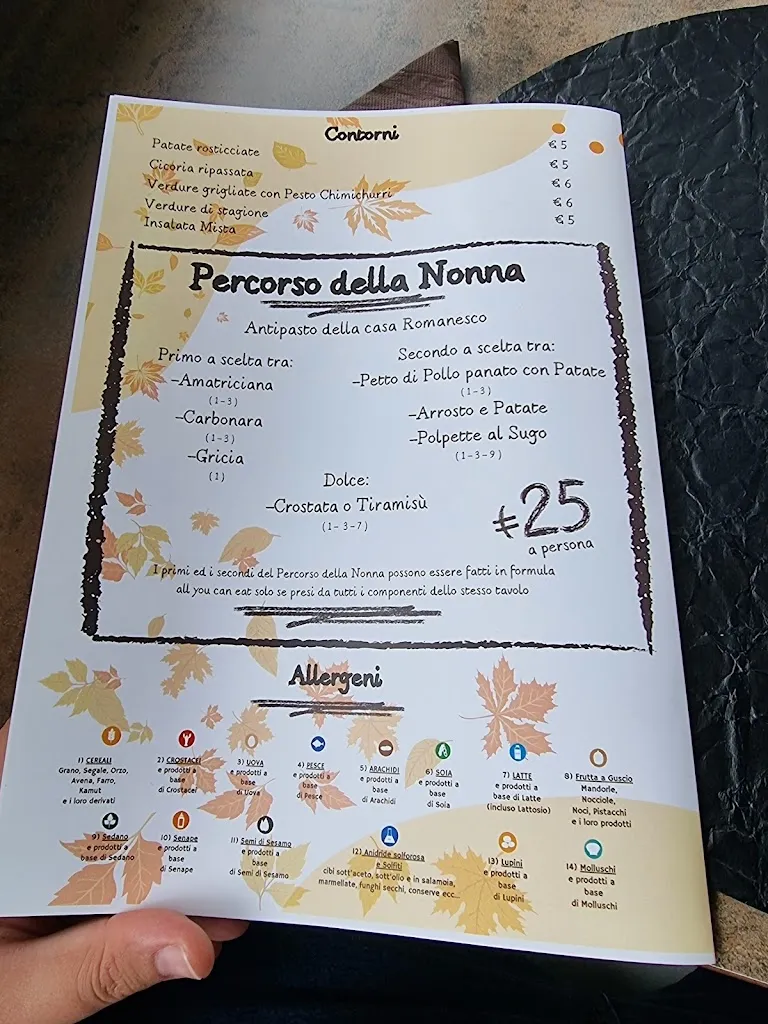 Contorni
Patate rosticciate € 5
Cicoria ripassata € 5
Verdure grigliate con Pesto Chimichurri € 6
Verdure di stagione € 6
Insalata Mista € 5
Percorso della Nonna
Antipasto della casa Romanesco
Primo a scelta tra:
-Amatriciana
(1-3)
-Carbonara
(1-3)
-Gricia
(1)
Secondo a scelta tra:
-Petto di Pollo panato con Patate
(1-3)
-Arrosto e Patate
-Polpette al Sugo
(1-3-9)
Dolce:
-Crostata o Tiramisù
(1- 3-7)
€25
a persona
I primi ed i secondi del Percorso della Nonna possono essere fatti in formula
all you can eat solo se presi da tutti i componenti dello stesso tavolo
Allergeni
1) CEREALI
Grano, Segale, Orzo,
Avena, Farro,
Kamut
e i loro derivati
2) CROSTACEI
e prodotti a
base
di Crostacei
3) UOVA
e prodotti a
base
di Uova
4) PESCE
e prodotti a
base
di Pesce
5) ARACHIDI
e prodotti a
base
di Arachidi
6) SOIA
e prodotti a
base
di Soia
7) LATTE
e prodotti a
base di Latte
(incluso Lattosio)
8) Frutta a Guscio
Mandorle,
Nocciole,
Noci, Pistacchi
e i loro prodotti
9) Sedano
e prodotti a
base di Sedano
10) Senape
e prodotti a
base
di Senape
11) Semi di Sesamo
e prodotti a
base
di Semi di Sesamo
12) Anidride solforosa
e Solfiti
cibi sott'aceto, sott'olio e in salamoia,
marmellate, funghi secchi, conserve ecc...
13) Lupini
e prodotti a
base
di Lupini
14) Molluschi
e prodotti a
base
di Molluschi